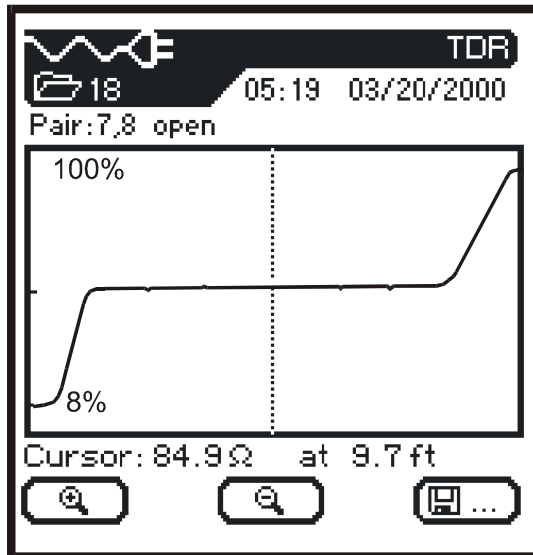 TDR
18 05:19 03/20/2000
Pair:7,8 open
100%
8%
Cursor: 84.9Ω at 9.7 ft
...